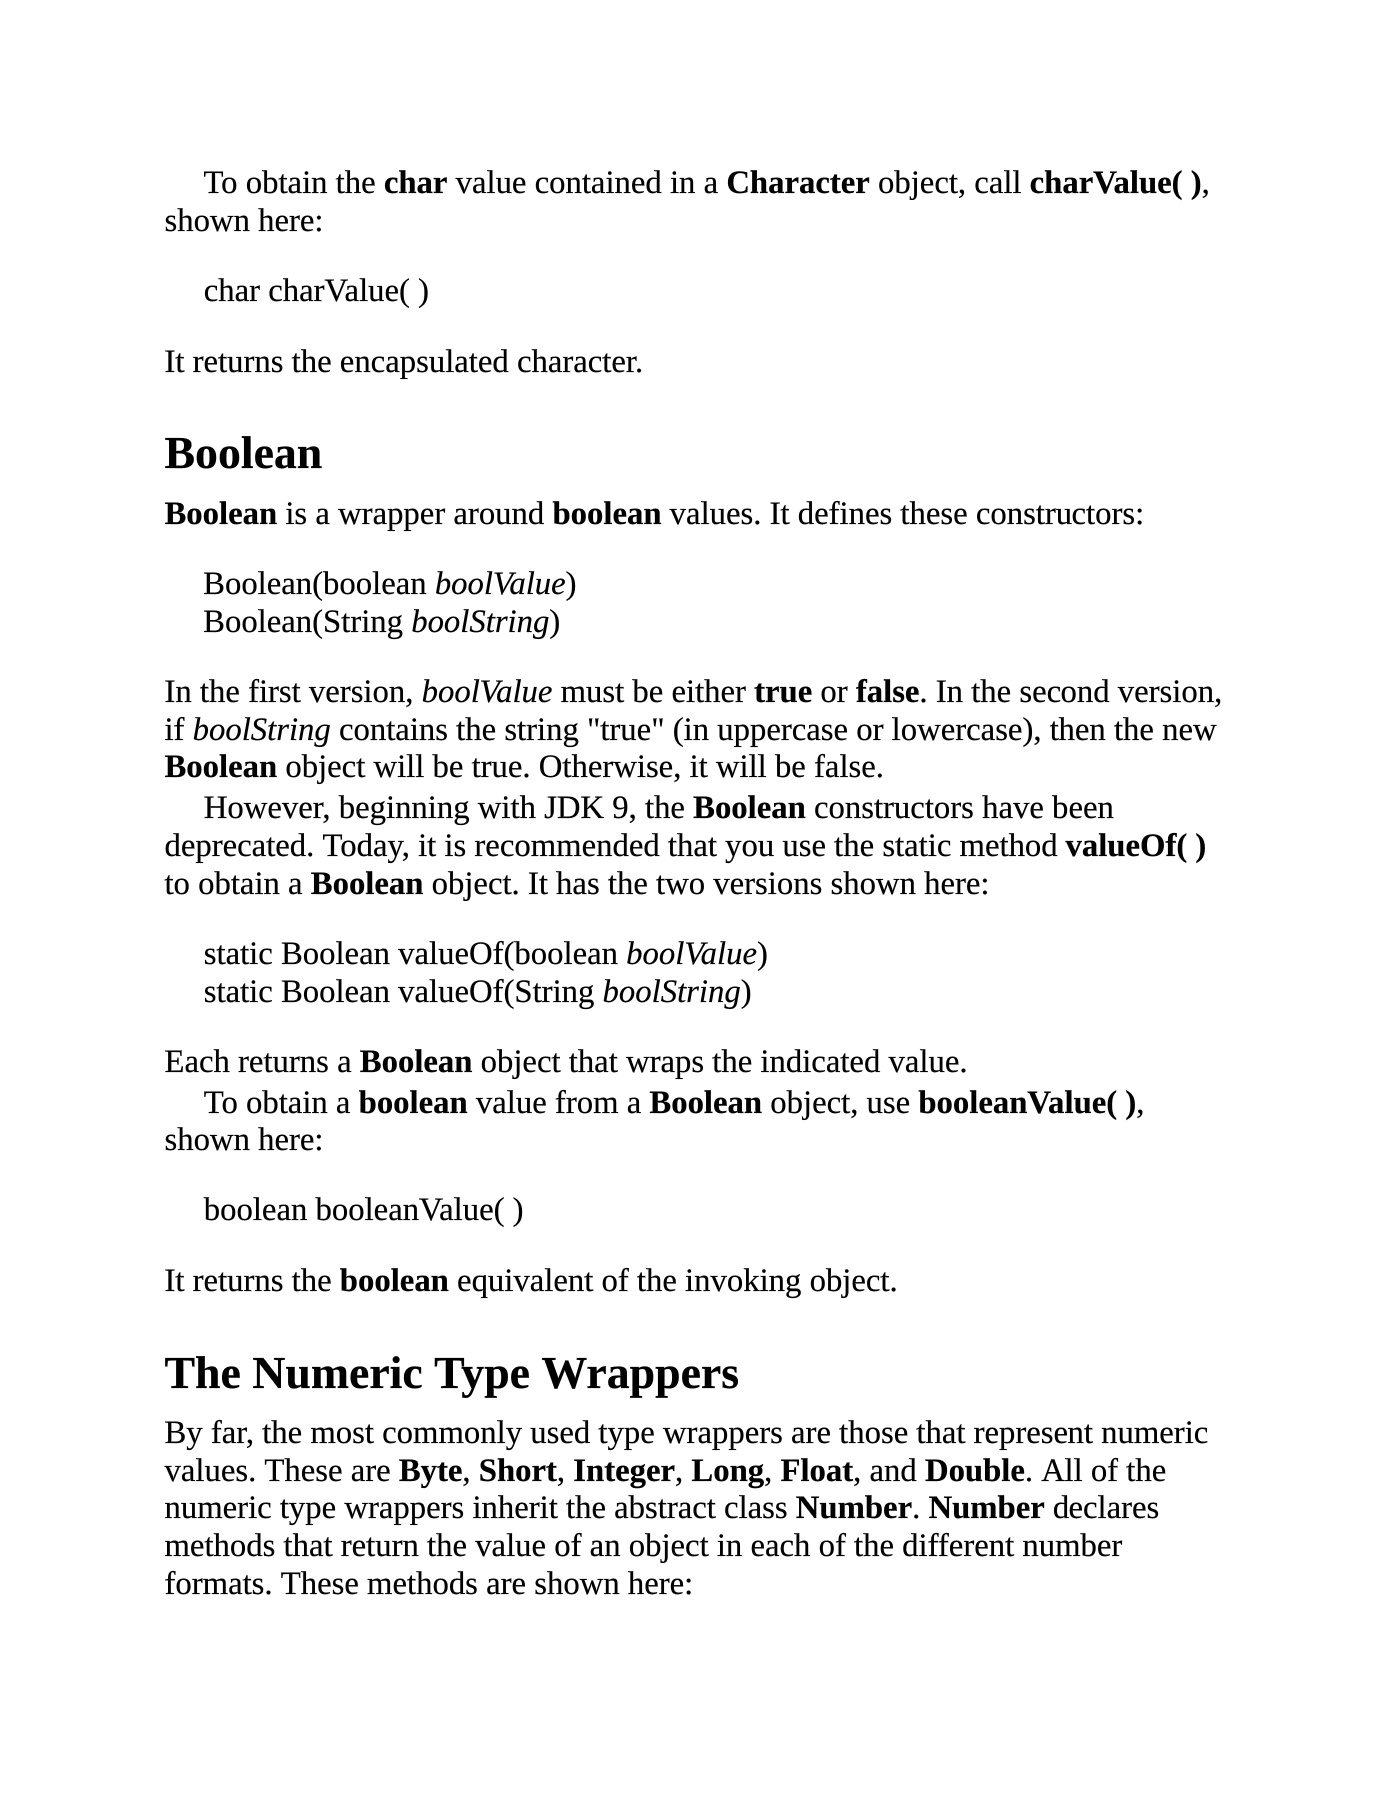 To obtain the char value contained in a Character object, call charValue( ),
shown here:
char charValue( )
It returns the encapsulated character.
Boolean
Boolean is a wrapper around boolean values. It defines these constructors:
Boolean(boolean boolValue)
Boolean(String boolString)
In the first version, boolValue must be either true or false. In the second version,
if boolString contains the string "true" (in uppercase or lowercase), then the new
Boolean object will be true. Otherwise, it will be false.
However, beginning with JDK 9, the Boolean constructors have been
deprecated. Today, it is recommended that you use the static method valueOf( )
to obtain a Boolean object. It has the two versions shown here:
static Boolean valueOf(boolean boolValue)
static Boolean valueOf(String boolString)
Each returns a Boolean object that wraps the indicated value.
To obtain a boolean value from a Boolean object, use booleanValue( ),
shown here:
boolean booleanValue( )
It returns the boolean equivalent of the invoking object.
The Numeric Type Wrappers
By far, the most commonly used type wrappers are those that represent numeric
values. These are Byte, Short, Integer, Long, Float, and Double. All of the
numeric type wrappers inherit the abstract class Number. Number declares
methods that return the value of an object in each of the different number
formats. These methods are shown here: